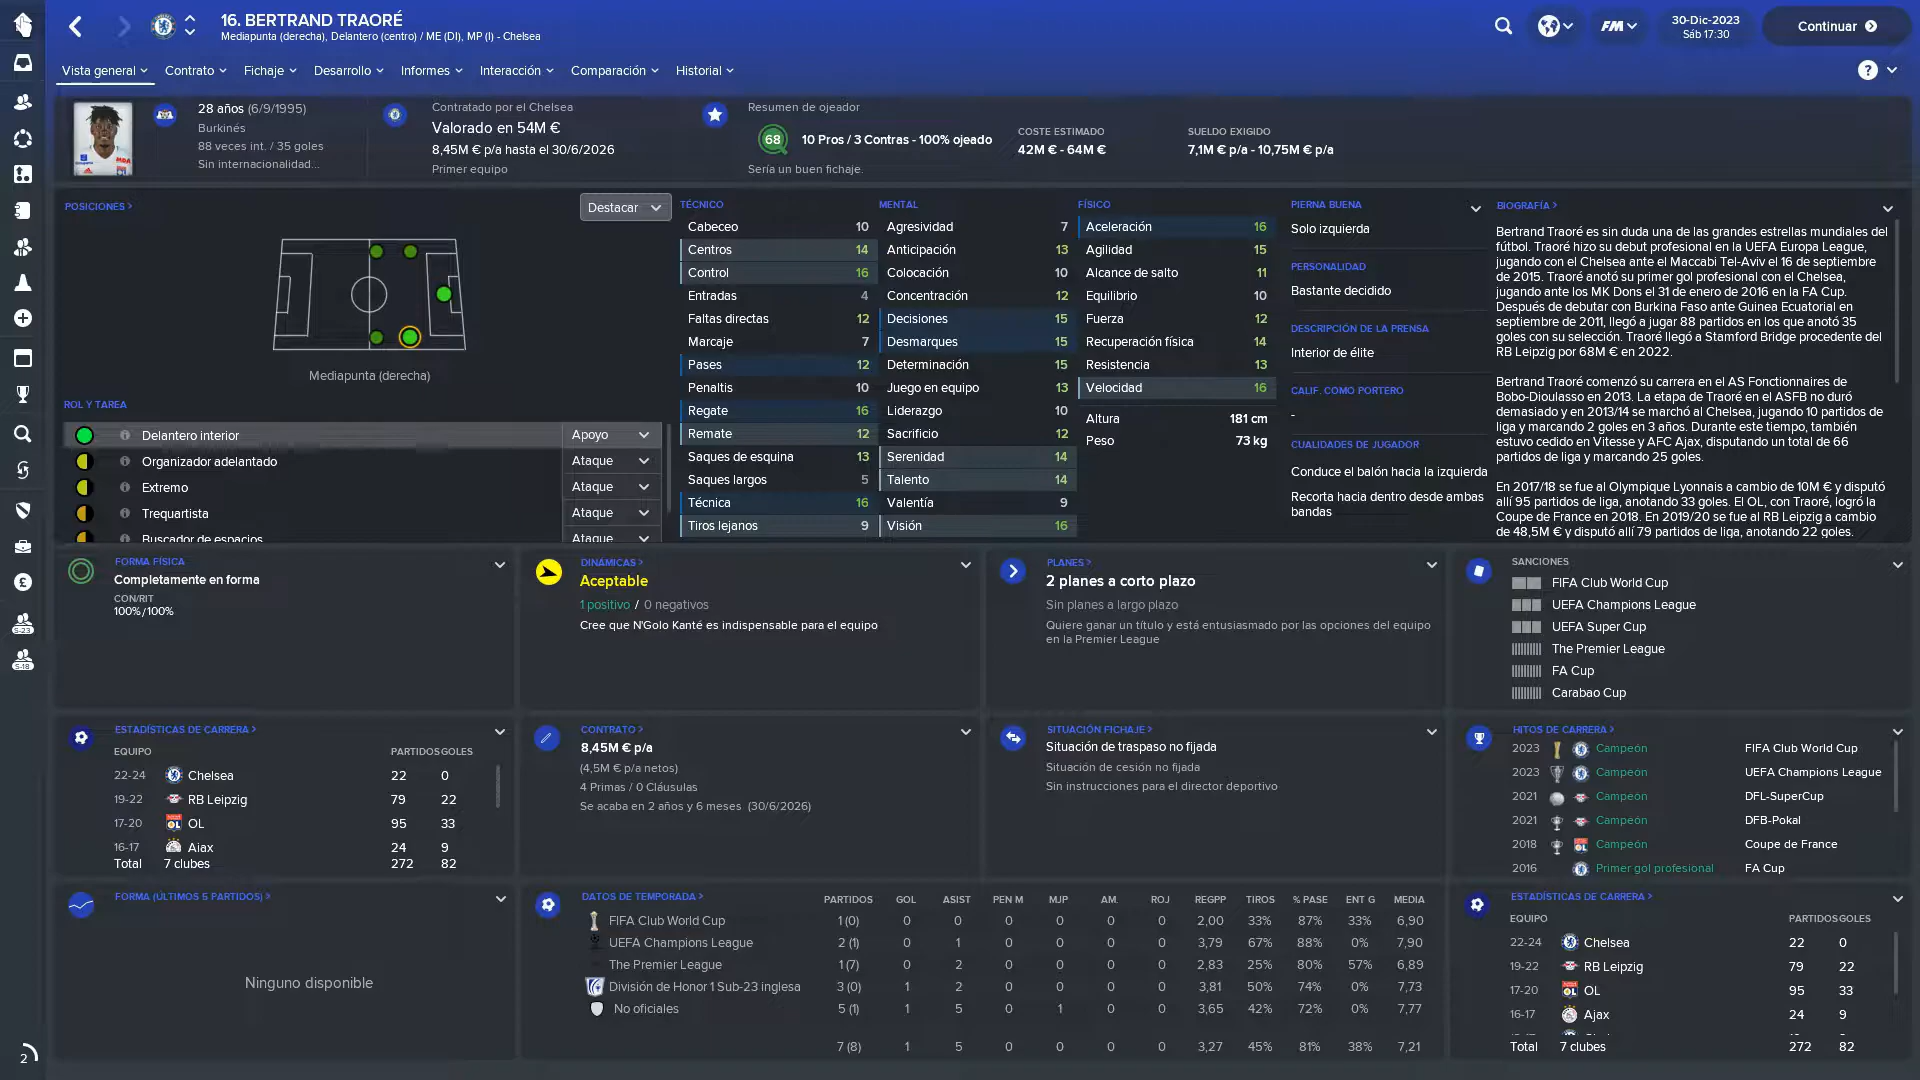 16. BERTRAND TRAORÉ
Mediapunta (derecha), Delantero (centro) / ME (DI), MP (I) - Chelsea
FM
30-Dic-2023
Sáb 17:30
Continuar
Vista general
Contrato
Fichaje
Desarrollo
Informes
Interacción
Comparación
Historial
?
28 años (6/9/1995)
Burkinés
88 veces int. / 35 goles
Sin internacionalidad...
Contratado por el Chelsea
Valorado en 54M €
8,45M € p/a hasta el 30/6/2026
Primer equipo
Resumen de ojeador
68
10 Pros / 3 Contras - 100% ojeado
Sería un buen fichaje.
COSTE ESTIMADO
42M € - 64M €
SUELDO EXIGIDO
7,1M € p/a - 10,75M € p/a
POSICIONES >
Destacar
Mediapunta (derecha)
ROL Y TAREA
Delantero interior Apoyo
Organizador adelantado Ataque
Extremo Ataque
Trequartista Ataque
Buscador de espacios Ataque
TÉCNICO
Cabeceo 10
Centros 14
Control 16
Entradas 4
Faltas directas 12
Marcaje 7
Pases 12
Penaltis 10
Regate 16
Remate 12
Saques de esquina 13
Saques largos 5
Técnica 16
Tiros lejanos 9
MENTAL
Agresividad 7
Anticipación 13
Colocación 10
Concentración 12
Decisiones 15
Desmarques 15
Determinación 15
Juego en equipo 13
Liderazgo 10
Sacrificio 12
Serenidad 14
Talento 14
Valentía 9
Visión 16
FÍSICO
Aceleración 16
Agilidad 15
Alcance de salto 11
Equilibrio 10
Fuerza 12
Recuperación física 14
Resistencia 13
Velocidad 16
Altura 181 cm
Peso 73 kg
PIERNA BUENA
Solo izquierda
PERSONALIDAD
Bastante decidido
DESCRIPCIÓN DE LA PRENSA
Interior de élite
CALIF. COMO PORTERO
-
CUALIDADES DE JUGADOR
Conduce el balón hacia la izquierda
Recorta hacia dentro desde ambas
bandas
BIOGRAFÍA >
Bertrand Traoré es sin duda una de las grandes estrellas mundiales del
fútbol. Traoré hizo su debut profesional en la UEFA Europa League,
jugando con el Chelsea ante el Maccabi Tel-Aviv el 16 de septiembre
de 2015. Traoré anotó su primer gol profesional con el Chelsea,
jugando ante los MK Dons el 31 de enero de 2016 en la FA Cup.
Después de debutar con Burkina Faso ante Guinea Ecuatorial en
septiembre de 2011, llegó a jugar 88 partidos en los que anotó 35
goles con su selección. Traoré llegó a Stamford Bridge procedente del
RB Leipzig por 68M € en 2022.
Bertrand Traoré comenzó su carrera en el AS Fonctionnaires de
Bobo-Dioulasso en 2013. La etapa de Traoré en el ASFB no duró
demasiado y en 2013/14 se marchó al Chelsea, jugando 10 partidos de
liga y marcando 2 goles en 3 años. Durante este tiempo, también
estuvo cedido en Vitesse y AFC Ajax, disputando un total de 66
partidos de liga y marcando 25 goles.
En 2017/18 se fue al Olympique Lyonnais a cambio de 10M € y disputó
allí 95 partidos de liga, anotando 33 goles. El OL, con Traoré, logró la
Coupe de France en 2018. En 2019/20 se fue al RB Leipzig a cambio
de 48,5M € y disputó allí 79 partidos de liga, anotando 22 goles.
FORMA FÍSICA
Completamente en forma
CON/RIT
100%/100%
DINÁMICAS >
Aceptable
1 positivo / 0 negativos
Cree que N'Golo Kanté es indispensable para el equipo
PLANES >
2 planes a corto plazo
Sin planes a largo plazo
Quiere ganar un título y está entusiasmado por las opciones del equipo
en la Premier League
SANCIONES
FIFA Club World Cup
UEFA Champions League
UEFA Super Cup
The Premier League
FA Cup
Carabao Cup
S-23
S-18
ESTADÍSTICAS DE CARRERA >
EQUIPO PARTIDOS GOLES
22-24 Chelsea 22 0
19-22 RB Leipzig 79 22
17-20 OL 95 33
16-17 Ajax 24 9
Total 7 clubes 272 82
CONTRATO >
8,45M € p/a
(4,5M € p/a netos)
4 Primas / 0 Cláusulas
Se acaba en 2 años y 6 meses (30/6/2026)
SITUACIÓN FICHAJE >
Situación de traspaso no fijada
Situación de cesión no fijada
Sin instrucciones para el director deportivo
HITOS DE CARRERA >
2023 Campeón FIFA Club World Cup
2023 Campeón UEFA Champions League
2021 Campeón DFL-SuperCup
2021 Campeón DFB-Pokal
2018 Campeón Coupe de France
2016 Primer gol profesional FA Cup
FORMA (ÚLTIMOS 5 PARTIDOS) >
Ninguno disponible
DATOS DE TEMPORADA > PARTIDOS GOL ASIST PEN M MJP AM. ROJ REGPP TIROS % PASE ENT G MEDIA
FIFA Club World Cup 1 (0) 0 0 0 0 0 0 2,00 33% 87% 33% 6,90
UEFA Champions League 2 (1) 0 1 0 0 0 0 3,79 67% 88% 0% 7,90
The Premier League 1 (7) 0 2 0 0 0 0 2,83 25% 80% 57% 6,89
División de Honor 1 Sub-23 inglesa 3 (0) 1 2 0 0 0 0 3,81 50% 74% 0% 7,73
No oficiales 5 (1) 1 5 0 1 0 0 3,65 42% 72% 0% 7,77
7 (8) 1 5 0 0 0 0 3,27 45% 81% 38% 7,21
ESTADÍSTICAS DE CARRERA >
EQUIPO PARTIDOS GOLES
22-24 Chelsea 22 0
19-22 RB Leipzig 79 22
17-20 OL 95 33
16-17 Ajax 24 9
Total 7 clubes 272 82
2